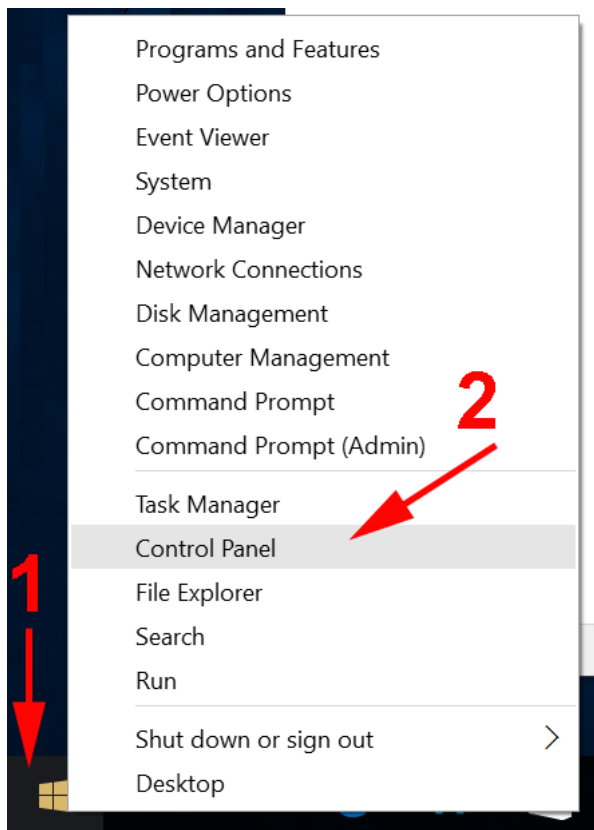 Programs and Features
Power Options
Event Viewer
System
Device Manager
Network Connections
Disk Management
Computer Management
Command Prompt
2
Command Prompt (Admin)
Task Manager
Control Panel
1
File Explorer
Search
Run
Shut down or sign out
Desktop